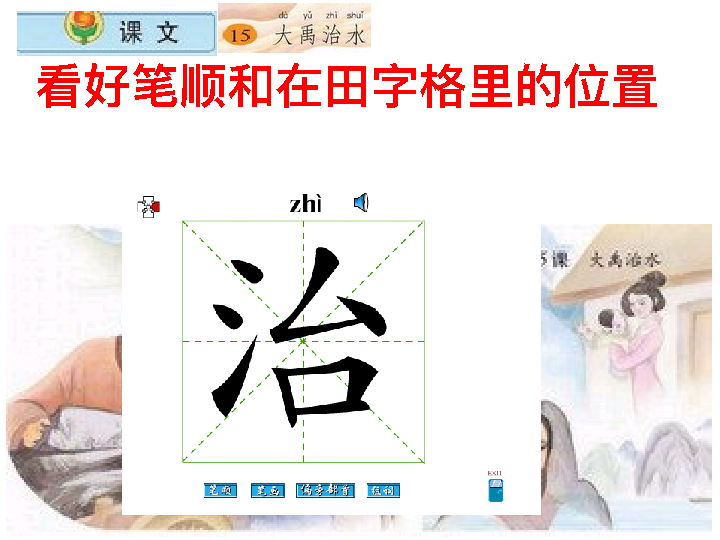 课文
dà yǔ zhì shuǐ
15 大禹治水
看好笔顺和在田字格里的位置
zhì
治
5课 大禹治水
笔顺 笔画 偏旁部首 组词
EXIT